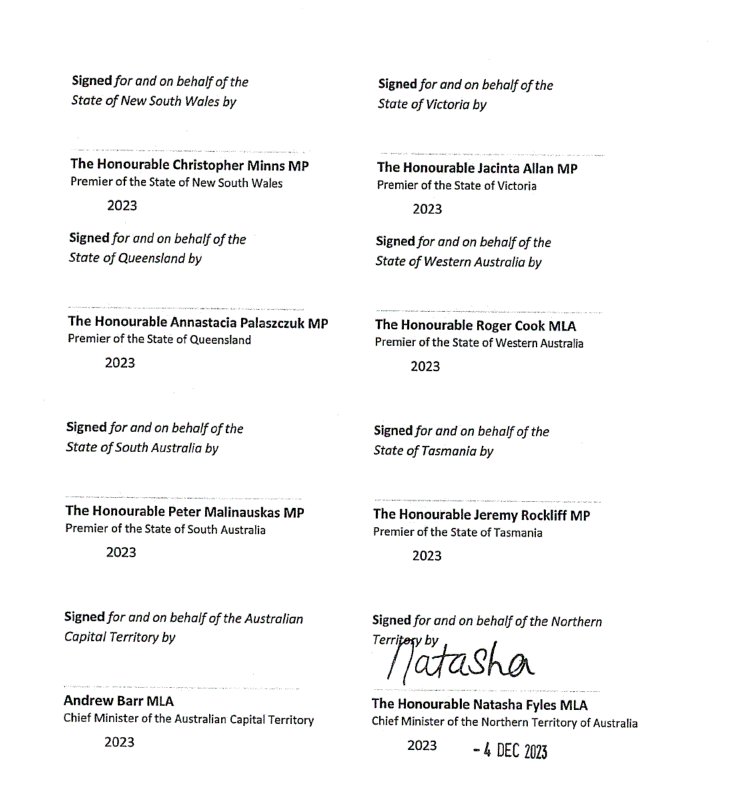 Signed for and on behalf of the
State of New South Wales by
The Honourable Christopher Minns MP
Premier of the State of New South Wales
2023
Signed for and on behalf of the
State of Victoria by
The Honourable Jacinta Allan MP
Premier of the State of Victoria
2023
Signed for and on behalf of the
State of Queensland by
The Honourable Annastacia Palaszczuk MP
Premier of the State of Queensland
2023
Signed for and on behalf of the
State of Western Australia by
The Honourable Roger Cook MLA
Premier of the State of Western Australia
2023
Signed for and on behalf of the
State of South Australia by
The Honourable Peter Malinauskas MP
Premier of the State of South Australia
2023
Signed for and on behalf of the
State of Tasmania by
The Honourable Jeremy Rockliff MP
Premier of the State of Tasmania
2023
Signed for and on behalf of the Australian
Capital Territory by
Andrew Barr MLA
Chief Minister of the Australian Capital Territory
2023
Signed for and on behalf of the Northern
Territory by
Natasha
The Honourable Natasha Fyles MLA
Chief Minister of the Northern Territory of Australia
2023 - 4 DEC 2023